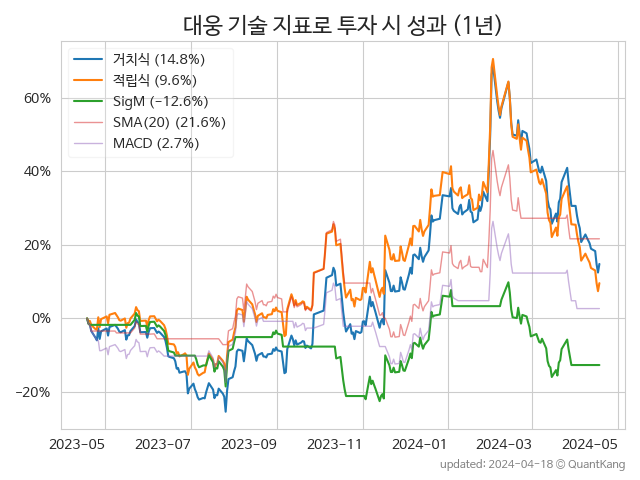 대웅 기술 지표로 투자 시 성과 (1년)
거치식 (14.8%)
적립식 (9.6%)
SigM (−12.6%)
SMA(20) (21.6%)
MACD (2.7%)
60%
40%
20%
0%
−20%
2023-05 2023-07 2023-09 2023-11 2024-01 2024-03 2024-05
updated: 2024-04-18 © QuantKang